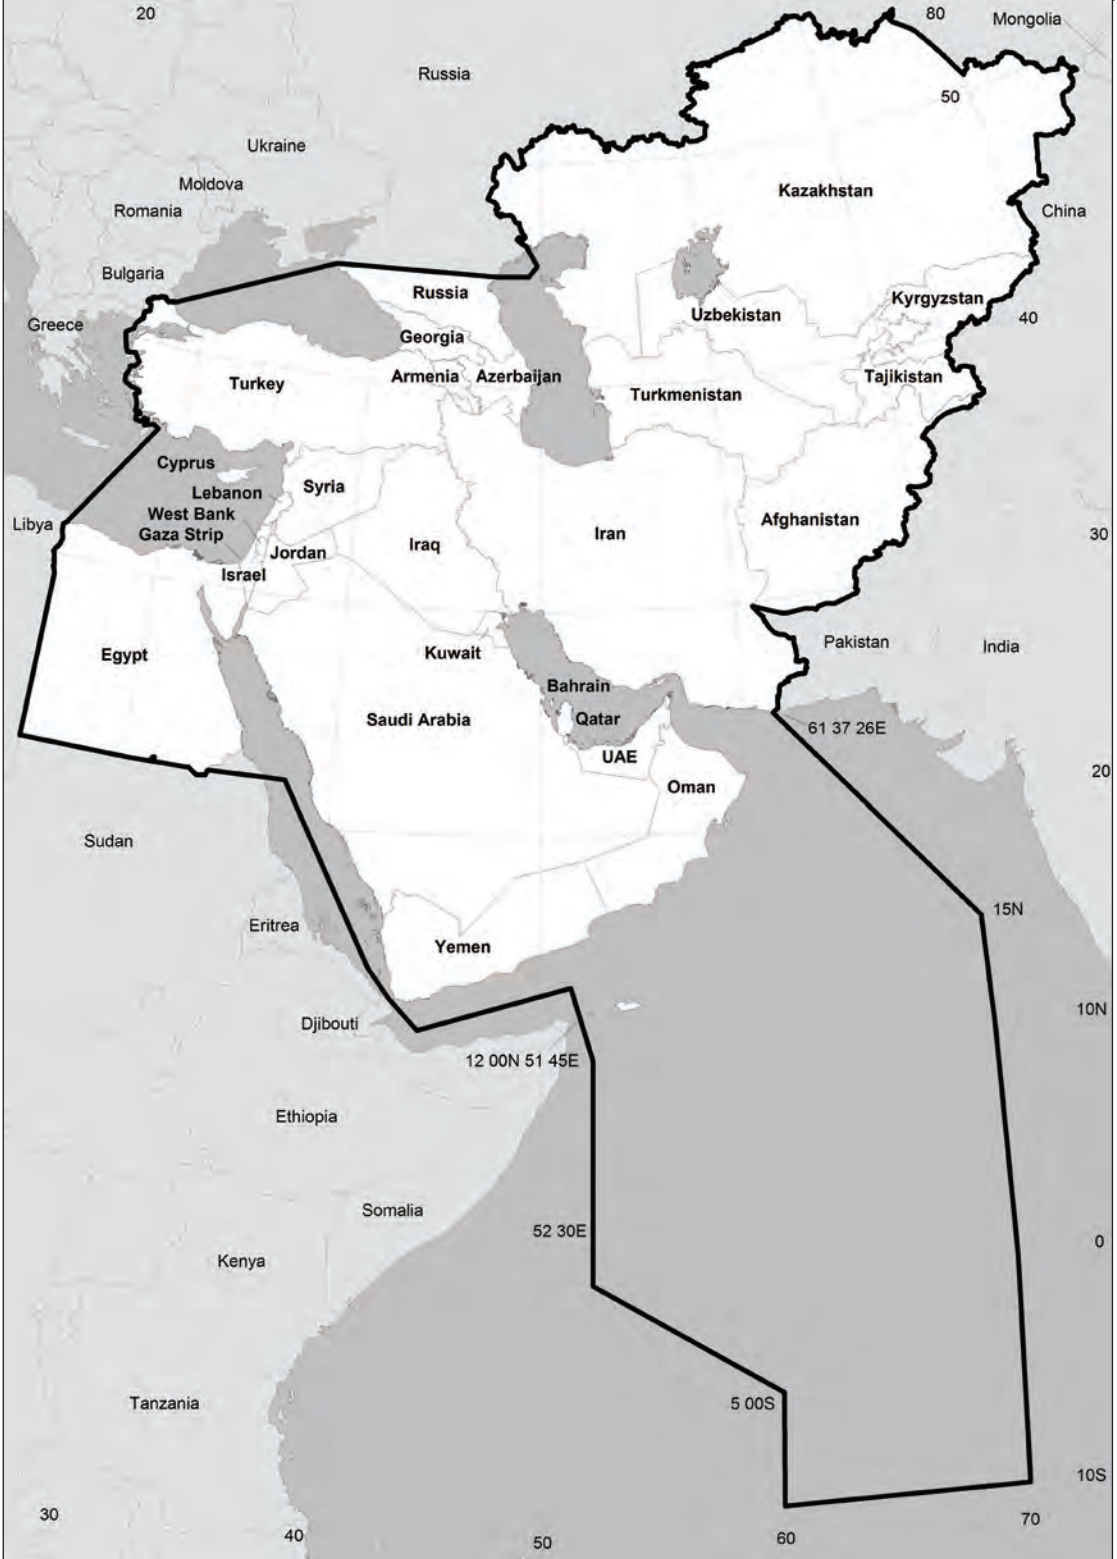 20
80
Mongolia
Russia
50
Ukraine
Moldova
Kazakhstan
Romania
China
Bulgaria
Russia
Kyrgyzstan
Uzbekistan
40
Greece
Georgia
Armenia
Azerbaijan
Tajikistan
Turkey
Turkmenistan
Cyprus
Lebanon
Syria
West Bank
Libya
Afghanistan
Gaza Strip
Iran
30
Iraq
Jordan
Israel
Pakistan
India
Egypt
Kuwait
Bahrain
Saudi Arabia
Qatar
61 37 26E
UAE
20
Oman
Sudan
15N
Eritrea
Yemen
10N
Djibouti
12 00N 51 45E
Ethiopia
Somalia
52 30E
0
Kenya
Tanzania
5 00S
10S
30
40
50
60
70